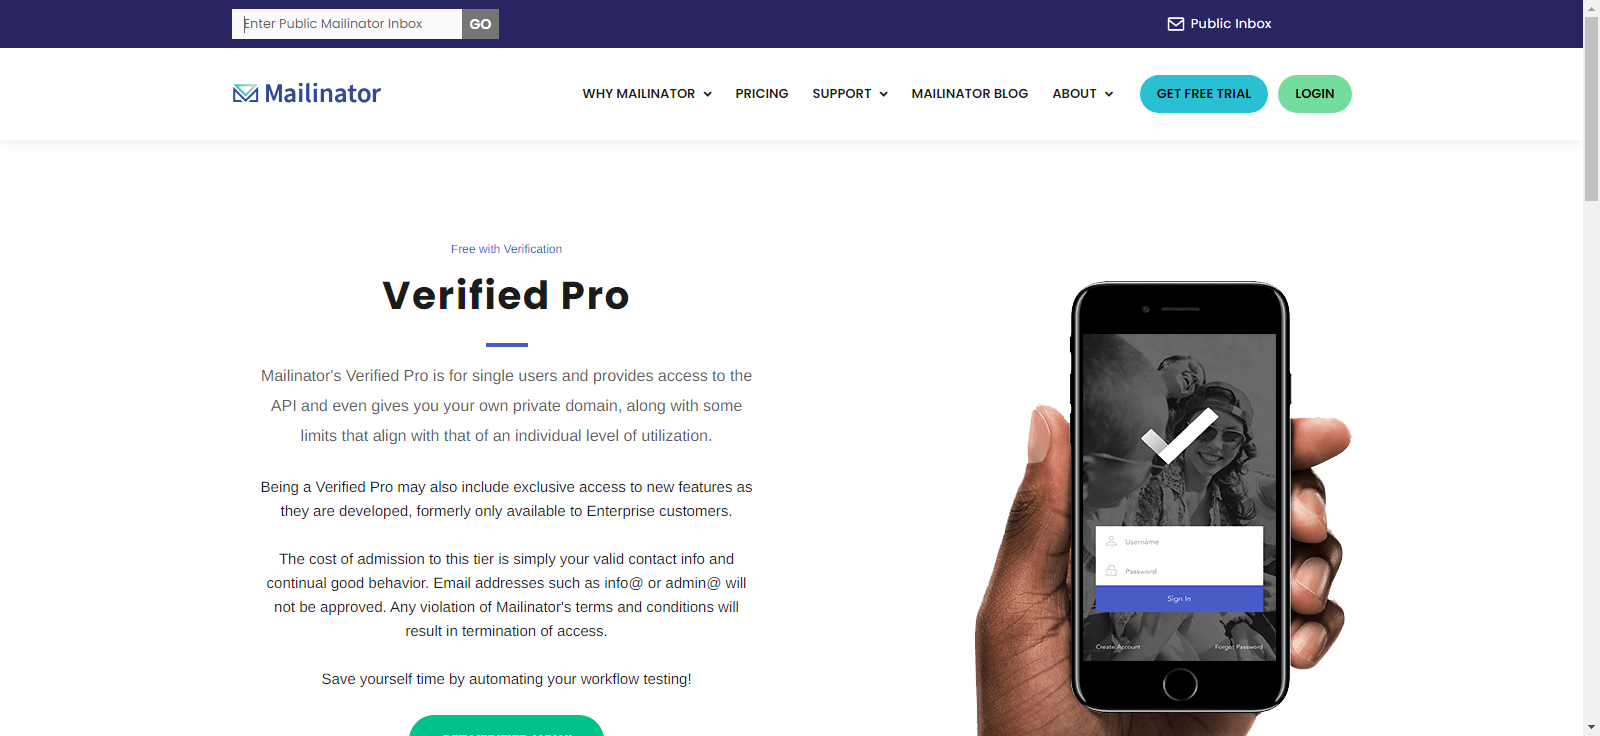 Enter Public Mailinator Inbox GO
Public Inbox
Mailinator
WHY MAILINATOR PRICING SUPPORT MAILINATOR BLOG ABOUT GET FREE TRIAL LOGIN
Free with Verification
Verified Pro
Mailinator's Verified Pro is for single users and provides access to the
API and even gives you your own private domain, along with some
limits that align with that of an individual level of utilization.
Being a Verified Pro may also include exclusive access to new features as
they are developed, formerly only available to Enterprise customers.
The cost of admission to this tier is simply your valid contact info and
continual good behavior. Email addresses such as info@ or admin@ will
not be approved. Any violation of Mailinator's terms and conditions will
result in termination of access.
Save yourself time by automating your workflow testing!
Username
Password
Sign In
Create Account
Forgot Password